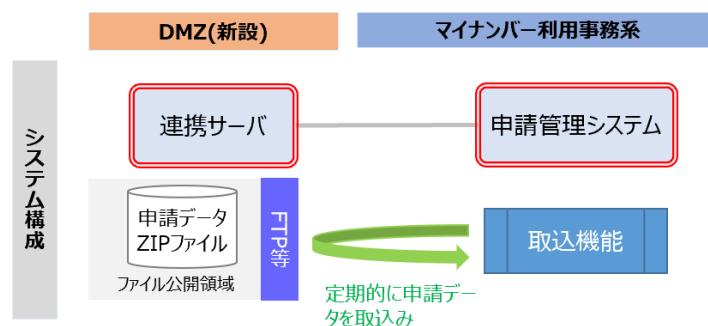 DMZ(新設)
マイナンバー利用事務系
システム構成
連携サーバ
申請管理システム
申請データ
ZIPファイル
FTP等
ファイル公開領域
取込機能
定期的に申請デー
タを取込み